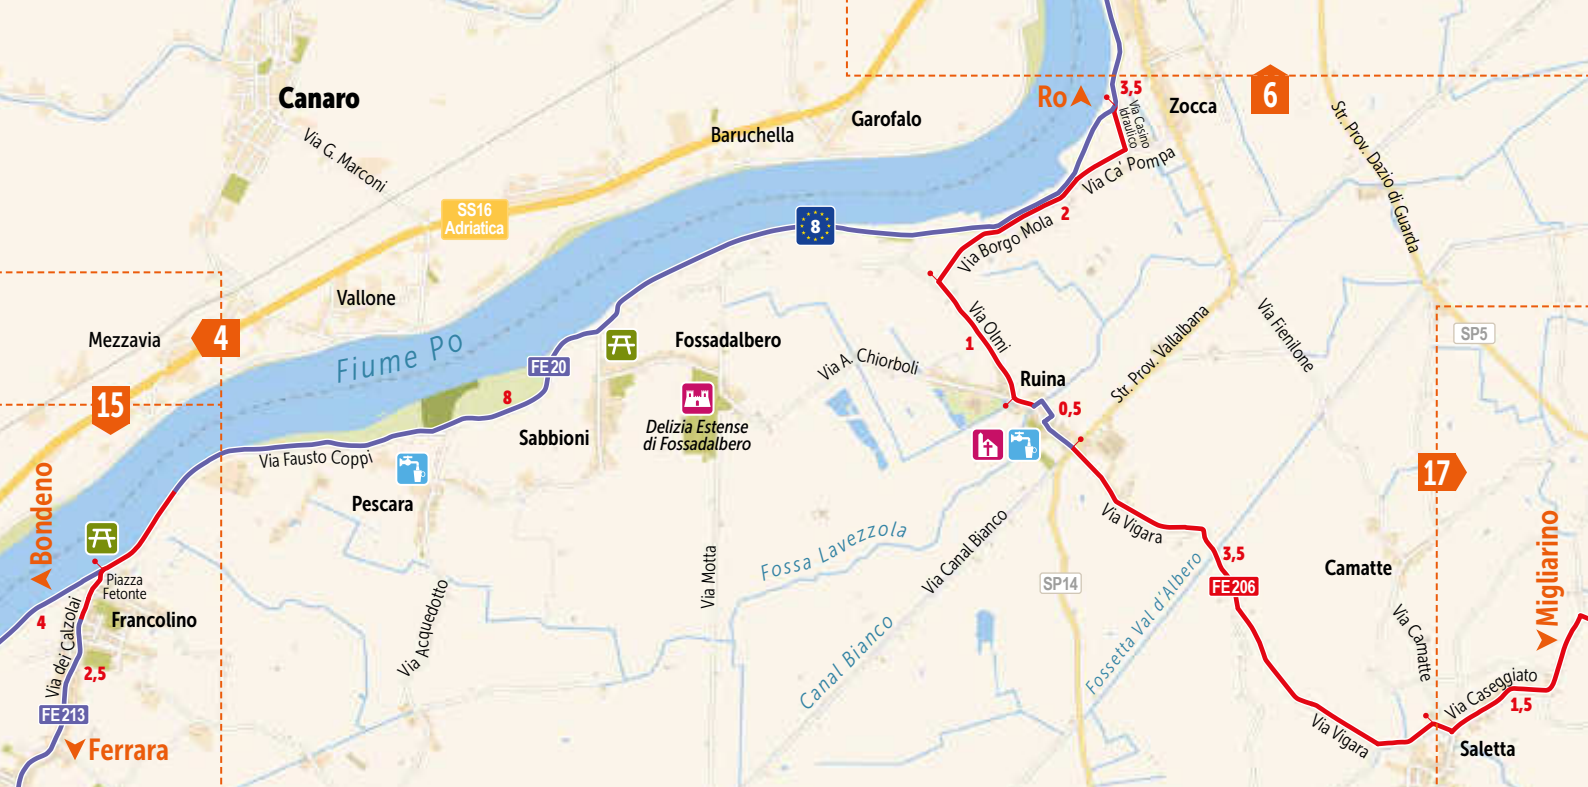 Canaro
Via G. Marconi
Baruchella
Garofalo
Ro
3,5
Via Casino
Idraulico
Zocca
6
Str. Prov. Dazio di Guarda
Via Ca' Pompa
2
Via Borgo Mola
SS16
Adriatica
8
Vallone
Mezzavia
4
15
Fiume Po
FE20
8
Fossadalbero
Delizia Estense
di Fossadalbero
Sabbioni
Via Olmi
1
Via A. Chiorboli
Ruina
0,5
Str. Prov. Vallalbana
Via Fienilone
SP5
17
Via Fausto Coppi
Pescara
Bondeno
Piazza
Fetonte
Francolino
4
Via dei Calzolai
2,5
FE213
Ferrara
Via Acquedotto
Via Motta
Fossa Lavezzola
Via Canal Bianco
Canal Bianco
SP14
Via Vigara
3,5
FE206
Fossetta Val d'Albero
Camatte
Via Camatte
Migliarino
Via Caseggiato
1,5
Via Vigara
Saletta